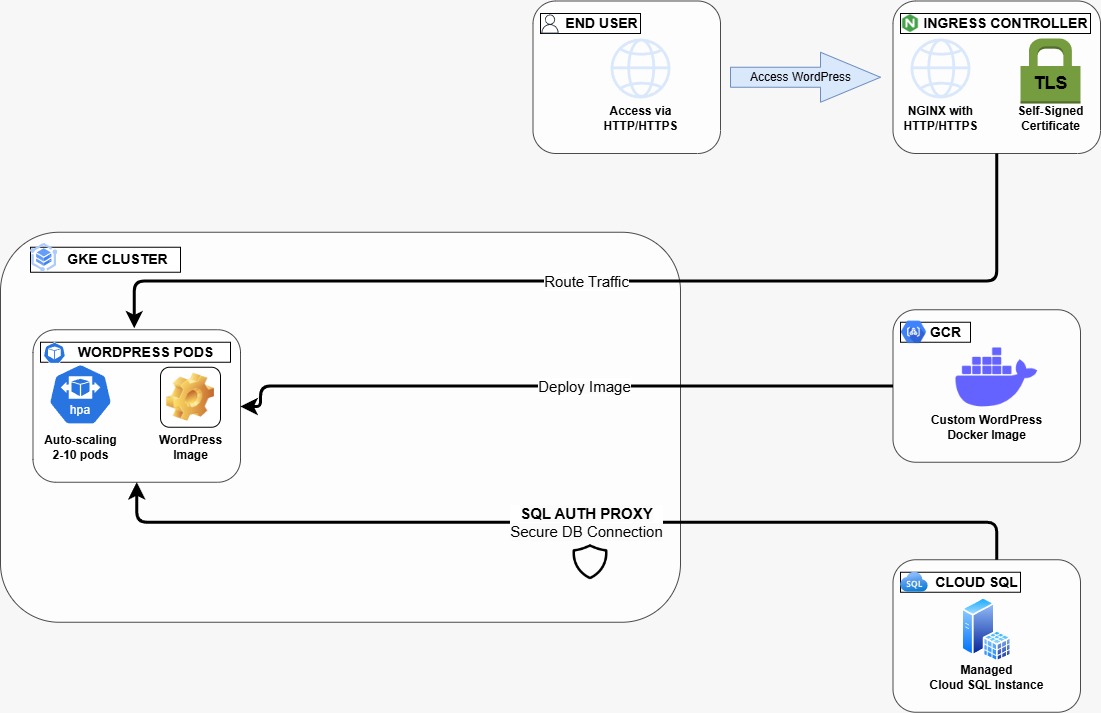 END USER
Access via
HTTP/HTTPS
Access WordPress
INGRESS CONTROLLER
N
NGINX with
HTTP/HTTPS
TLS
Self-Signed
Certificate
GKE CLUSTER
Route Traffic
WORDPRESS PODS
hpa
Auto-scaling
2-10 pods
WordPress
Image
Deploy Image
GCR
Custom WordPress
Docker Image
SQL AUTH PROXY
Secure DB Connection
SQL
CLOUD SQL
Managed
Cloud SQL Instance